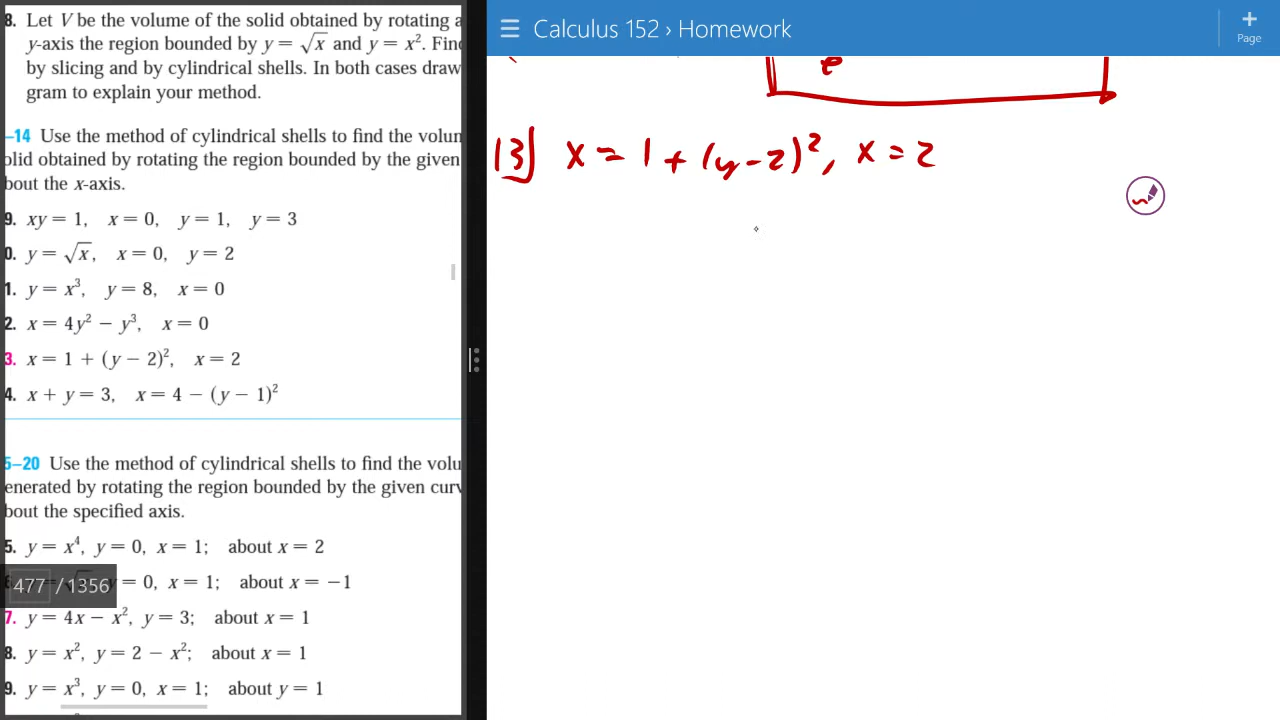 8. Let V be the volume of the solid obtained by rotating a
y-axis the region bounded by y = √x and y = x². Find
by slicing and by cylindrical shells. In both cases draw
gram to explain your method.
–14 Use the method of cylindrical shells to find the volum
olid obtained by rotating the region bounded by the given
bout the x-axis.
9. xy = 1, x = 0, y = 1, y = 3
0. y = √x, x = 0, y = 2
1. y = x³, y = 8, x = 0
2. x = 4y² − y³, x = 0
3. x = 1 + (y − 2)², x = 2
4. x + y = 3, x = 4 − (y − 1)²
5–20 Use the method of cylindrical shells to find the volu
enerated by rotating the region bounded by the given curv
bout the specified axis.
5. y = x⁴, y = 0, x = 1; about x = 2
= 0, x = 1; about x = −1
477 / 1356
7. y = 4x − x², y = 3; about x = 1
8. y = x², y = 2 − x²; about x = 1
9. y = x³, y = 0, x = 1; about y = 1
Calculus 152 › Homework
Page
13] x = 1 + (y − 2)², x = 2